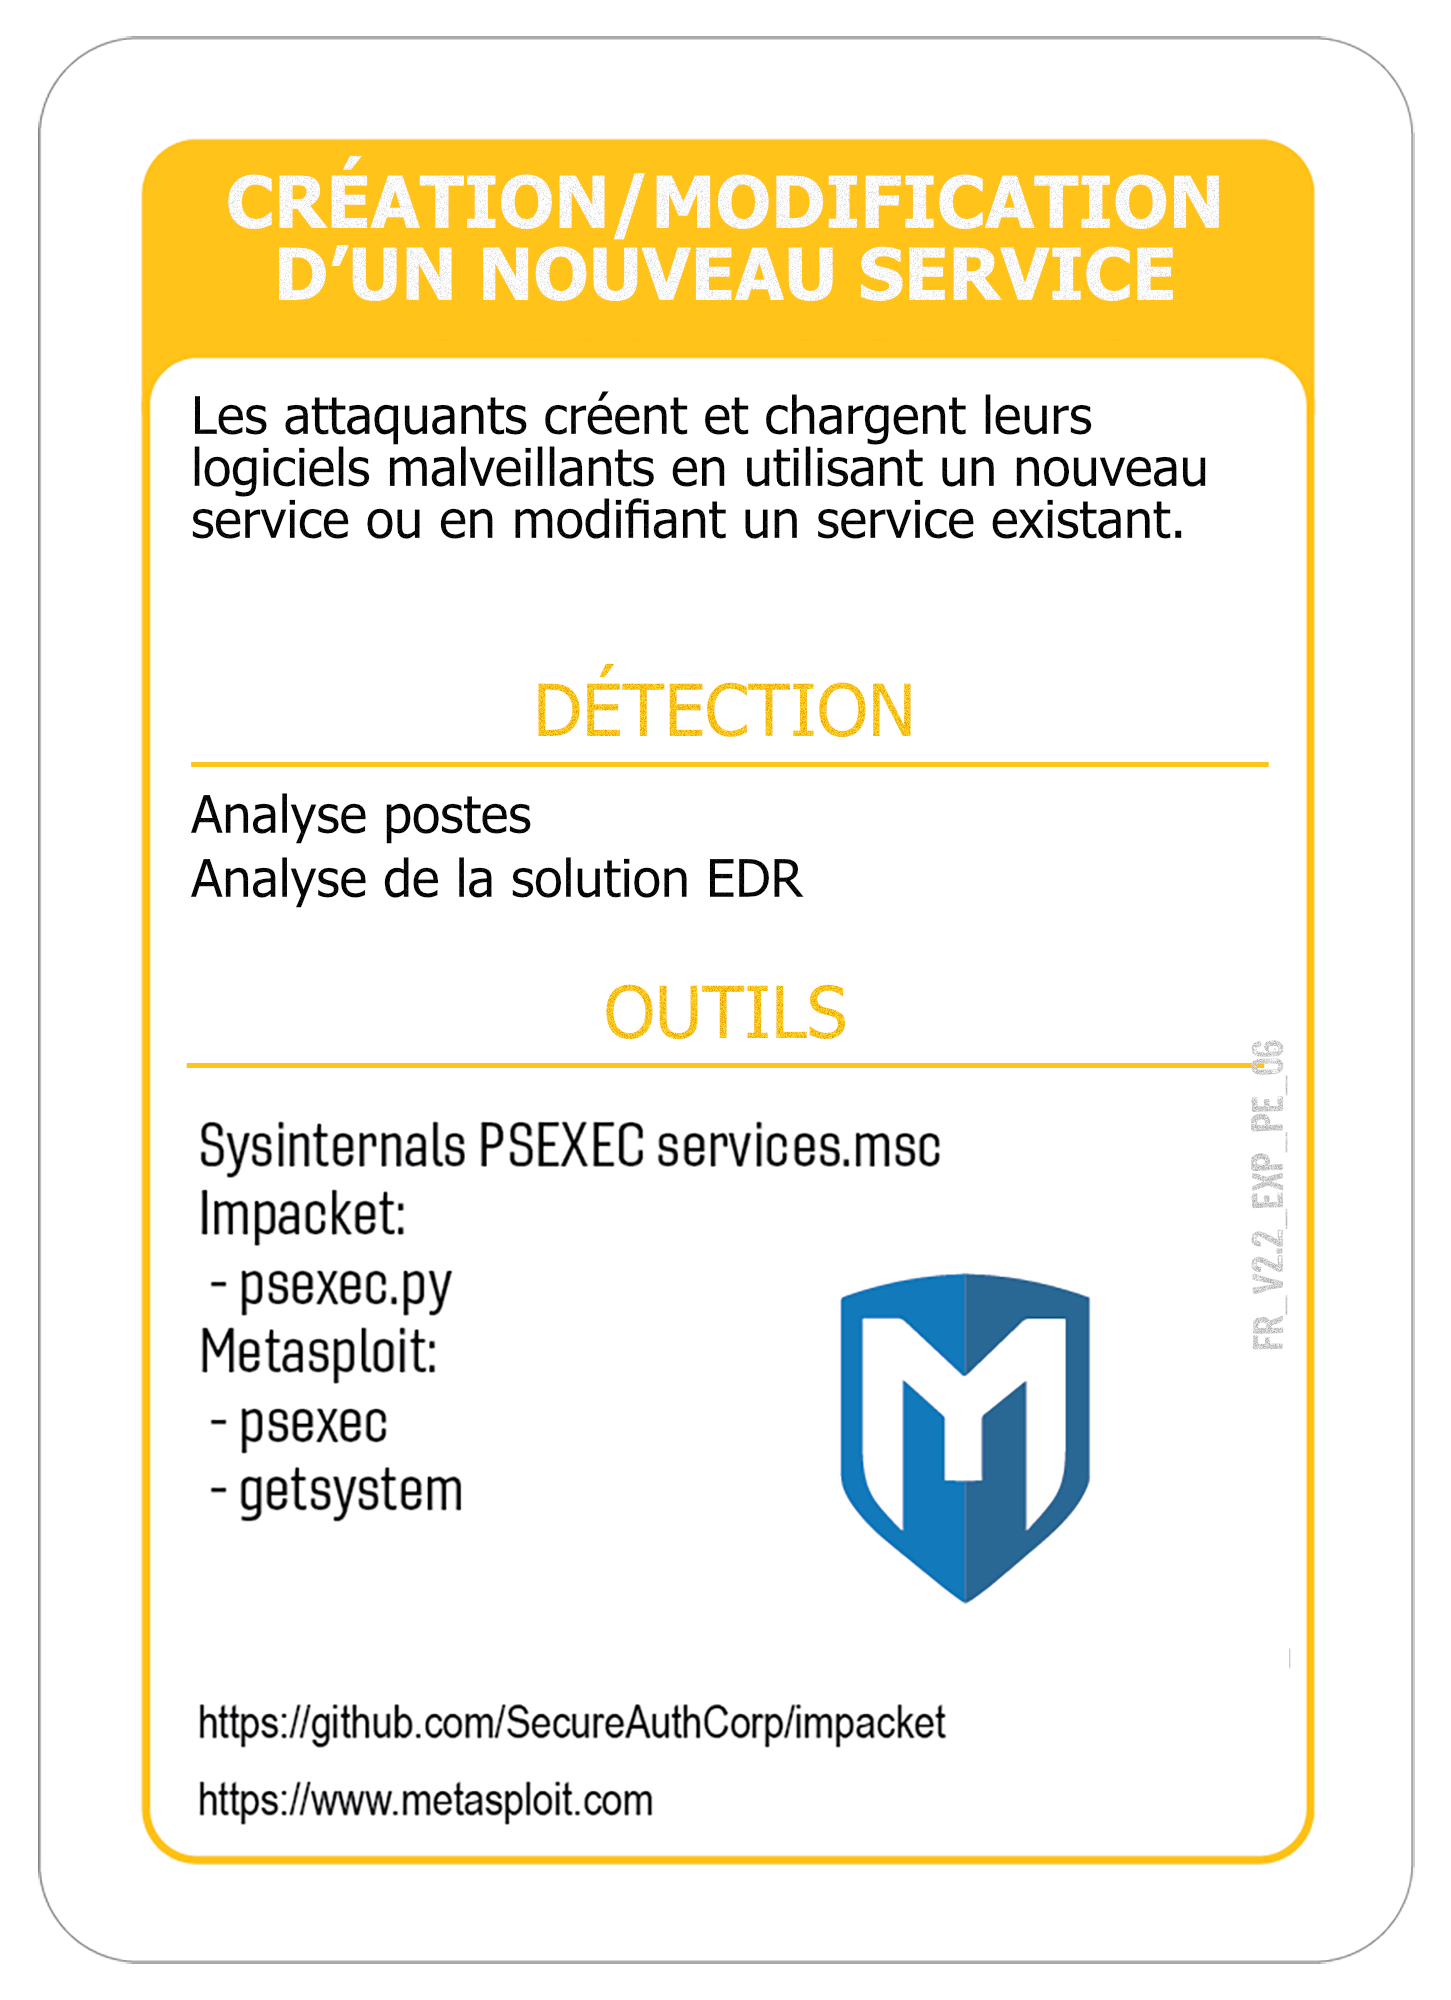 CRÉATION/MODIFICATION
D’UN NOUVEAU SERVICE
Les attaquants créent et chargent leurs
logiciels malveillants en utilisant un nouveau
service ou en modifiant un service existant.
DÉTECTION
Analyse postes
Analyse de la solution EDR
OUTILS
Sysinternals PSEXEC services.msc
Impacket:
- psexec.py
Metasploit:
- psexec
- getsystem
FR_V2.2_EXP_PE_06
https://github.com/SecureAuthCorp/impacket
https://www.metasploit.com